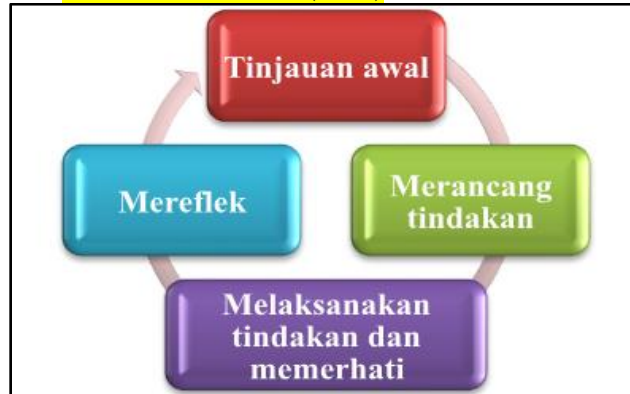 Tinjauan awal
Merancang
tindakan
Melaksanakan
tindakan dan
memerhati
Mereflek